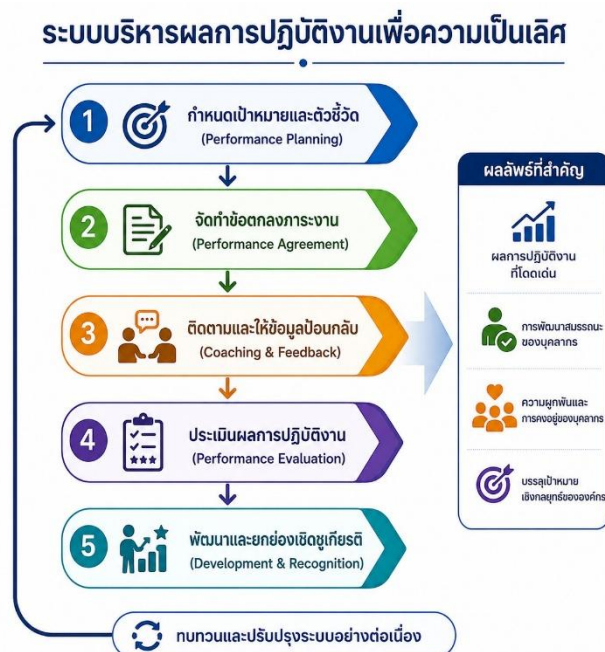 ระบบบริหารผลการปฏิบัติงานเพื่อความเป็นเลิศ
1
กำหนดเป้าหมายและตัวชี้วัด
(Performance Planning)
2
จัดทำข้อตกลงภาระงาน
(Performance Agreement)
3
ติดตามและให้ข้อมูลป้อนกลับ
(Coaching & Feedback)
4
ประเมินผลการปฏิบัติงาน
(Performance Evaluation)
5
พัฒนาและยกย่องเชิดชูเกียรติ
(Development & Recognition)
ทบทวนและปรับปรุงระบบอย่างต่อเนื่อง
ผลลัพธ์ที่สำคัญ
ผลการปฏิบัติงาน
ที่โดดเด่น
การพัฒนาสมรรถนะ
ของบุคลากร
ความผูกพันและ
การคงอยู่ของบุคลากร
บรรลุเป้าหมาย
เชิงกลยุทธ์ขององค์กร